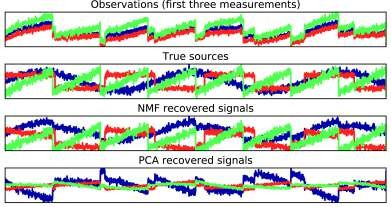 Observations (first three measurements)
True sources
NMF recovered signals
PCA recovered signals